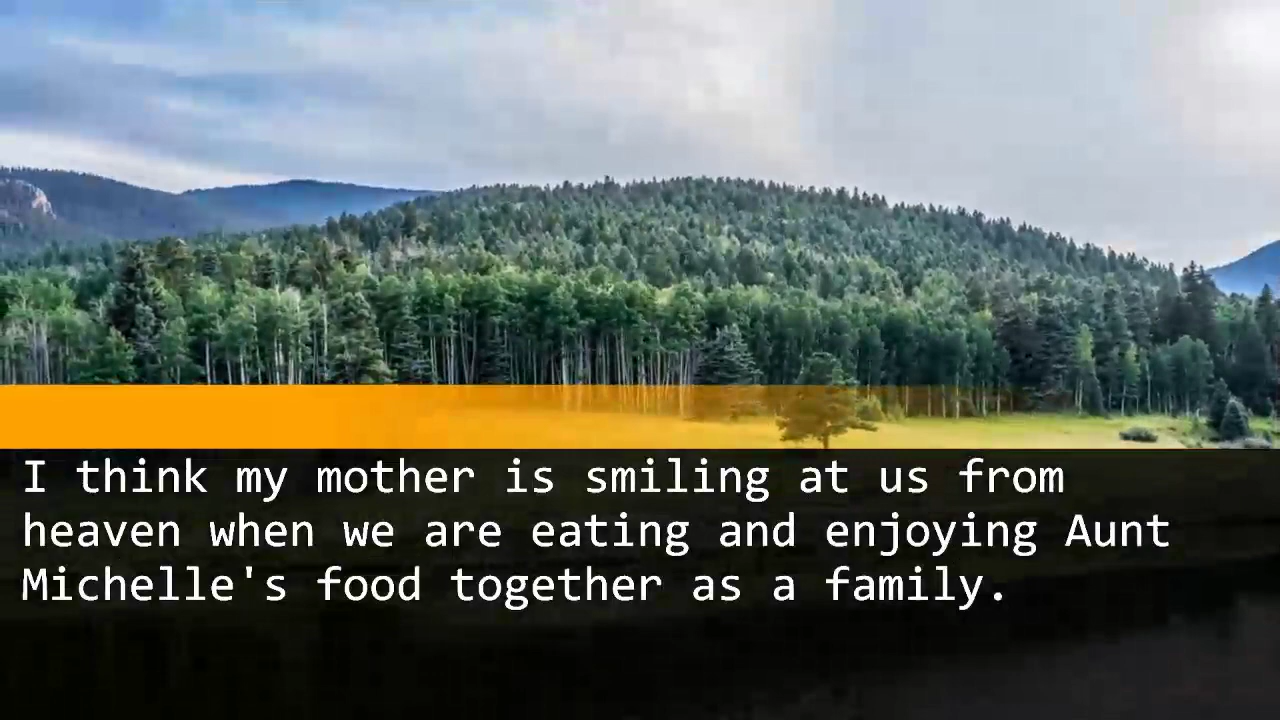 I think my mother is smiling at us from
heaven when we are eating and enjoying Aunt
Michelle's food together as a family.